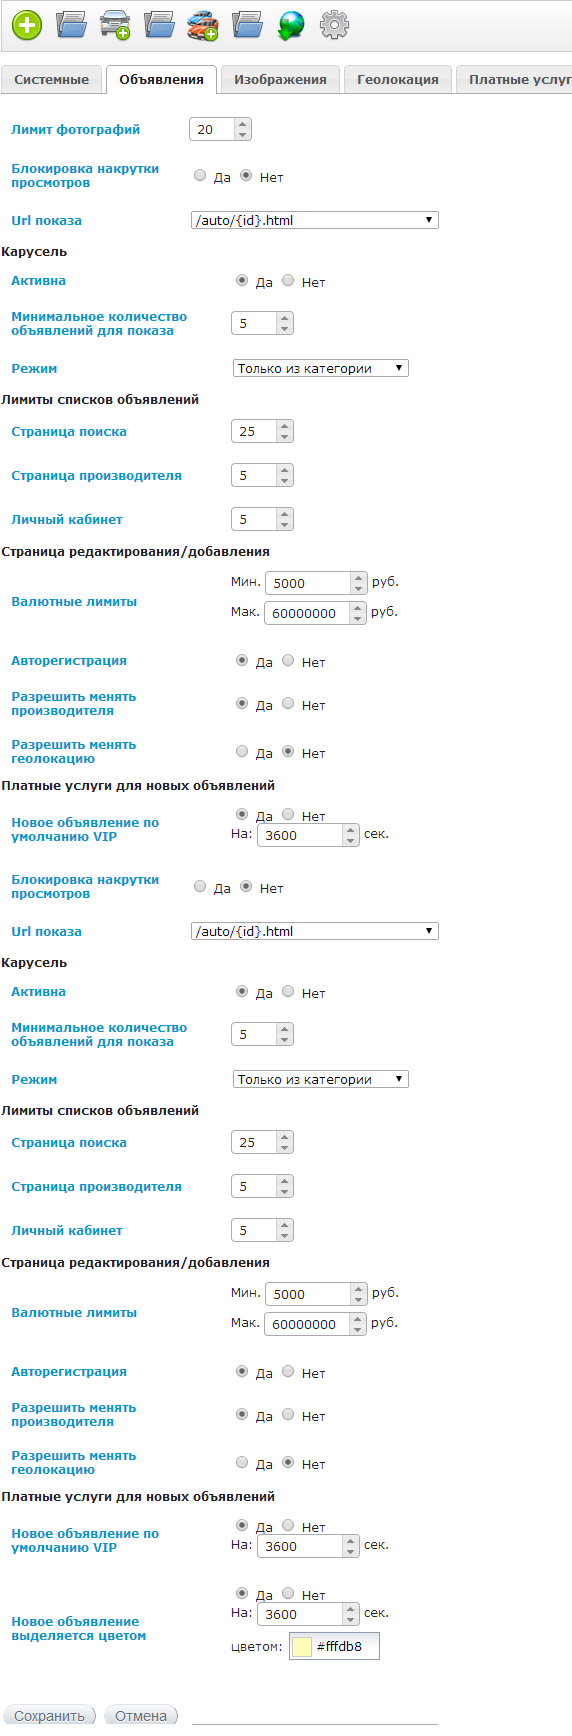 Системные Объявления Изображения Геолокация Платные услуг
Лимит фотографий 20
Блокировка накрутки
просмотров Да Нет
Url показа /auto/{id}.html
Карусель
Активна Да Нет
Минимальное количество
объявлений для показа 5
Режим Только из категории
Лимиты списков объявлений
Страница поиска 25
Страница производителя 5
Личный кабинет 5
Страница редактирования/добавления
Валютные лимиты
Мин. 5000 руб.
Мак. 60000000 руб.
Авторегистрация Да Нет
Разрешить менять
производителя Да Нет
Разрешить менять
геолокацию Да Нет
Платные услуги для новых объявлений
Новое объявление по
умолчанию VIP
Да Нет
На: 3600 сек.
Блокировка накрутки
просмотров Да Нет
Url показа /auto/{id}.html
Карусель
Активна Да Нет
Минимальное количество
объявлений для показа 5
Режим Только из категории
Лимиты списков объявлений
Страница поиска 25
Страница производителя 5
Личный кабинет 5
Страница редактирования/добавления
Валютные лимиты
Мин. 5000 руб.
Мак. 60000000 руб.
Авторегистрация Да Нет
Разрешить менять
производителя Да Нет
Разрешить менять
геолокацию Да Нет
Платные услуги для новых объявлений
Новое объявление по
умолчанию VIP
Да Нет
На: 3600 сек.
Новое объявление
выделяется цветом
Да Нет
На: 3600 сек.
цветом: #fffdb8
Сохранить Отмена